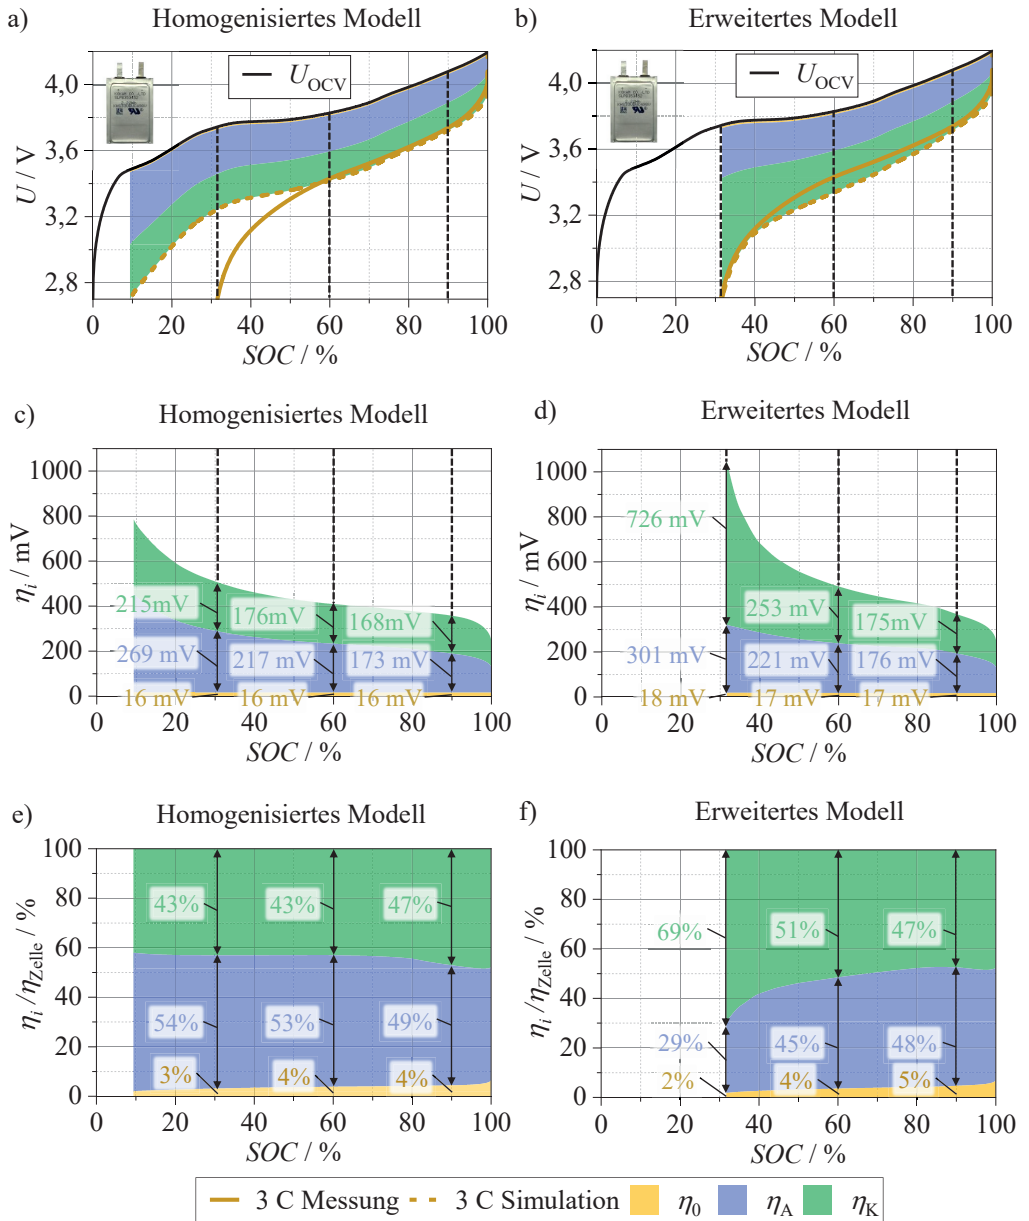 a)
Homogenisiertes Modell
U / V
4,0
3,6
3,2
2,8
U_OCV
0 20 40 60 80 100
SOC / %
b)
Erweitertes Modell
U / V
4,0
3,6
3,2
2,8
U_OCV
0 20 40 60 80 100
SOC / %
c)
Homogenisiertes Modell
η_i / mV
1000
800
600
400
200
0
215mV 176mV 168mV
269 mV 217 mV 173 mV
16 mV 16 mV 16 mV
0 20 40 60 80 100
SOC / %
d)
Erweitertes Modell
η_i / mV
1000
800
600
400
200
0
726 mV 253 mV 175mV
301 mV 221 mV 176 mV
18 mV 17 mV 17 mV
0 20 40 60 80 100
SOC / %
e)
Homogenisiertes Modell
η_i /η_Zelle / %
100
80
60
40
20
0
43% 43% 47%
54% 53% 49%
3% 4% 4%
0 20 40 60 80 100
SOC / %
f)
Erweitertes Modell
η_i / η_Zelle / %
100
80
60
40
20
0
69% 51% 47%
29% 45% 48%
2% 4% 5%
0 20 40 60 80 100
SOC / %
3 C Messung 3 C Simulation η_0 η_A η_K